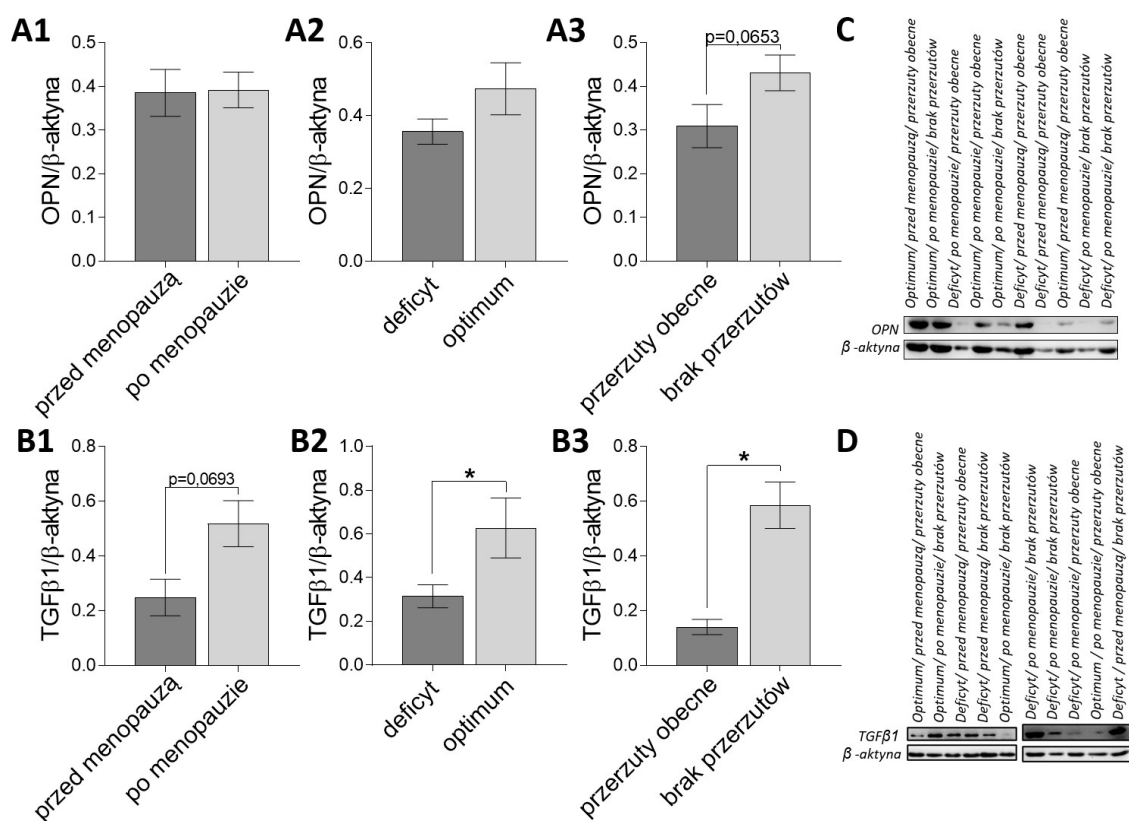 A1
OPN/β-aktyna
0.5
0.4
0.3
0.2
0.1
0.0
przed menopauzą
po menopauzie
A2
OPN/β-aktyna
0.6
0.4
0.2
0.0
deficyt
optimum
A3
OPN/β-aktyna
0.5
0.4
0.3
0.2
0.1
0.0
p=0,0653
przerzuty obecne
brak przerzutów
C
Optimum/ przed menopauzą/ przerzuty obecne
Optimum/ po menopauzie/ brak przerzutów
Deficyt/ po menopauzie/ przerzuty obecne
Optimum/ po menopauzie/ przerzuty obecne
Optimum/ po menopauzie/ brak przerzutów
Deficyt/ przed menopauzą/ przerzuty obecne
Deficyt/ przed menopauzą/ przerzuty obecne
Optimum/ przed menopauzą/ przerzuty obecne
Deficyt/ po menopauzie/ brak przerzutów
Deficyt/ po menopauzie/ brak przerzutów
OPN
β -aktyna
B1
TGFβ1/β-aktyna
0.8
0.6
0.4
0.2
0.0
p=0,0693
przed menopauzą
po menopauzie
B2
TGFβ1/β-aktyna
1.0
0.8
0.6
0.4
0.2
0.0
*
deficyt
optimum
B3
TGFβ1/β-aktyna
0.8
0.6
0.4
0.2
0.0
*
przerzuty obecne
brak przerzutów
D
Optimum/ przed menopauzą/ przerzuty obecne
Optimum/ po menopauzie/ brak przerzutów
Deficyt/ przed menopauzą/ przerzuty obecne
Deficyt/ przed menopauzą/ brak przerzutów
Optimum/ po menopauzie/ brak przerzutów
Deficyt/ po menopauzie/ brak przerzutów
Deficyt/ po menopauzie/ brak przerzutów
Deficyt/ po menopauzie/ przerzuty obecne
Optimum / po menopauzie/ przerzuty obecne
Deficyt / przed menopauzą/ brak przerzutów
TGFβ1
β -aktyna